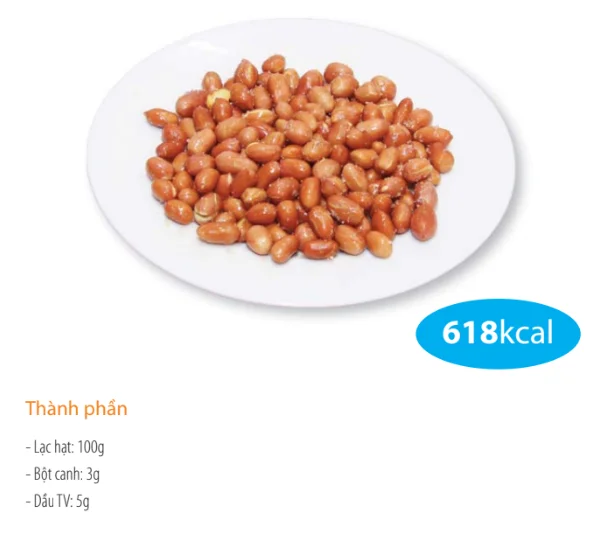 618kcal
Thành phần
- Lạc hạt: 100g
- Bột canh: 3g
- Dầu TV: 5g